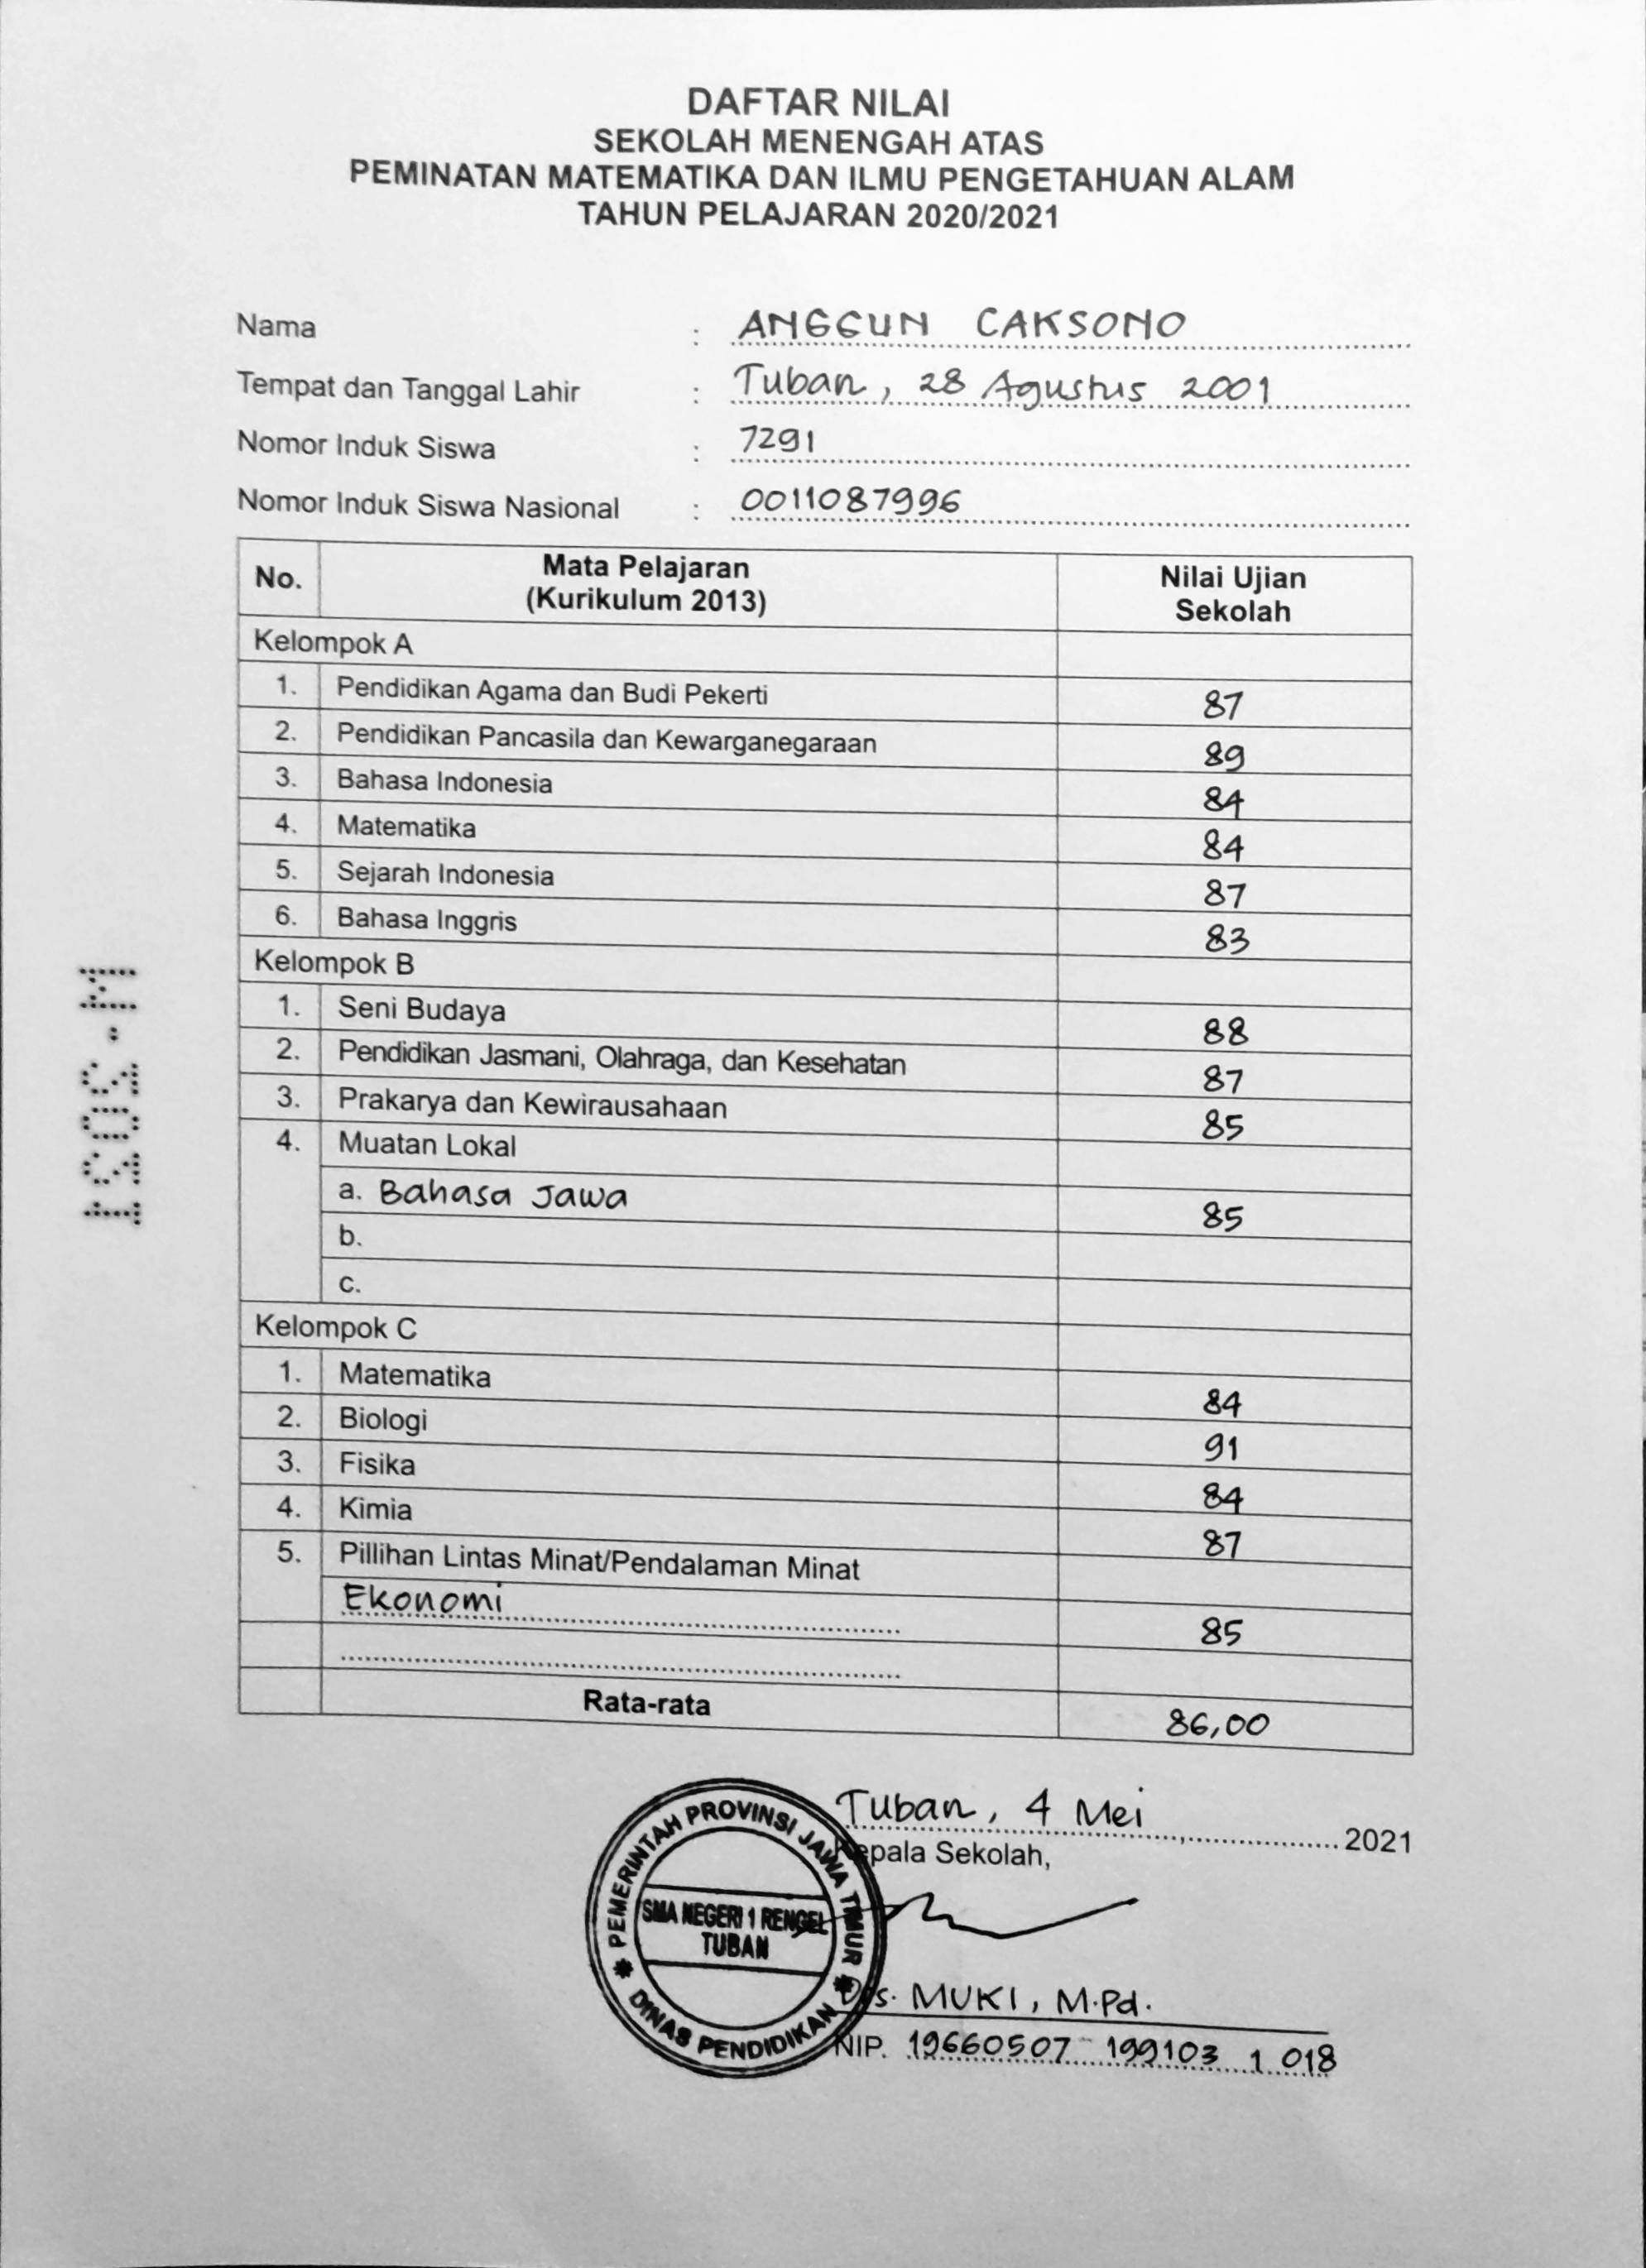 DAFTAR NILAI
SEKOLAH MENENGAH ATAS
PEMINATAN MATEMATIKA DAN ILMU PENGETAHUAN ALAM
TAHUN PELAJARAN 2020/2021
Nama : ANGGUN CAKSONO
Tempat dan Tanggal Lahir : Tuban, 28 Agustus 2001
Nomor Induk Siswa : 7291
Nomor Induk Siswa Nasional : 0011087996
No. Mata Pelajaran (Kurikulum 2013) Nilai Ujian Sekolah
Kelompok A
1. Pendidikan Agama dan Budi Pekerti 87
2. Pendidikan Pancasila dan Kewarganegaraan 89
3. Bahasa Indonesia 84
4. Matematika 84
5. Sejarah Indonesia 87
6. Bahasa Inggris 83
Kelompok B
1. Seni Budaya 88
2. Pendidikan Jasmani, Olahraga, dan Kesehatan 87
3. Prakarya dan Kewirausahaan 85
4. Muatan Lokal
a. Bahasa Jawa 85
b.
c.
Kelompok C
1. Matematika 84
2. Biologi 91
3. Fisika 84
4. Kimia 87
5. Pillihan Lintas Minat/Pendalaman Minat
Ekonomi 85
Rata-rata 86,00
Tuban, 4 Mei, 2021
Kepala Sekolah,
PEMERINTAH PROVINSI JAWA TIMUR
SMA NEGERI 1 RENGEL
TUBAN
DINAS PENDIDIKAN
Drs. MUKI, M.Pd.
NIP. 19660507 199103 1 018